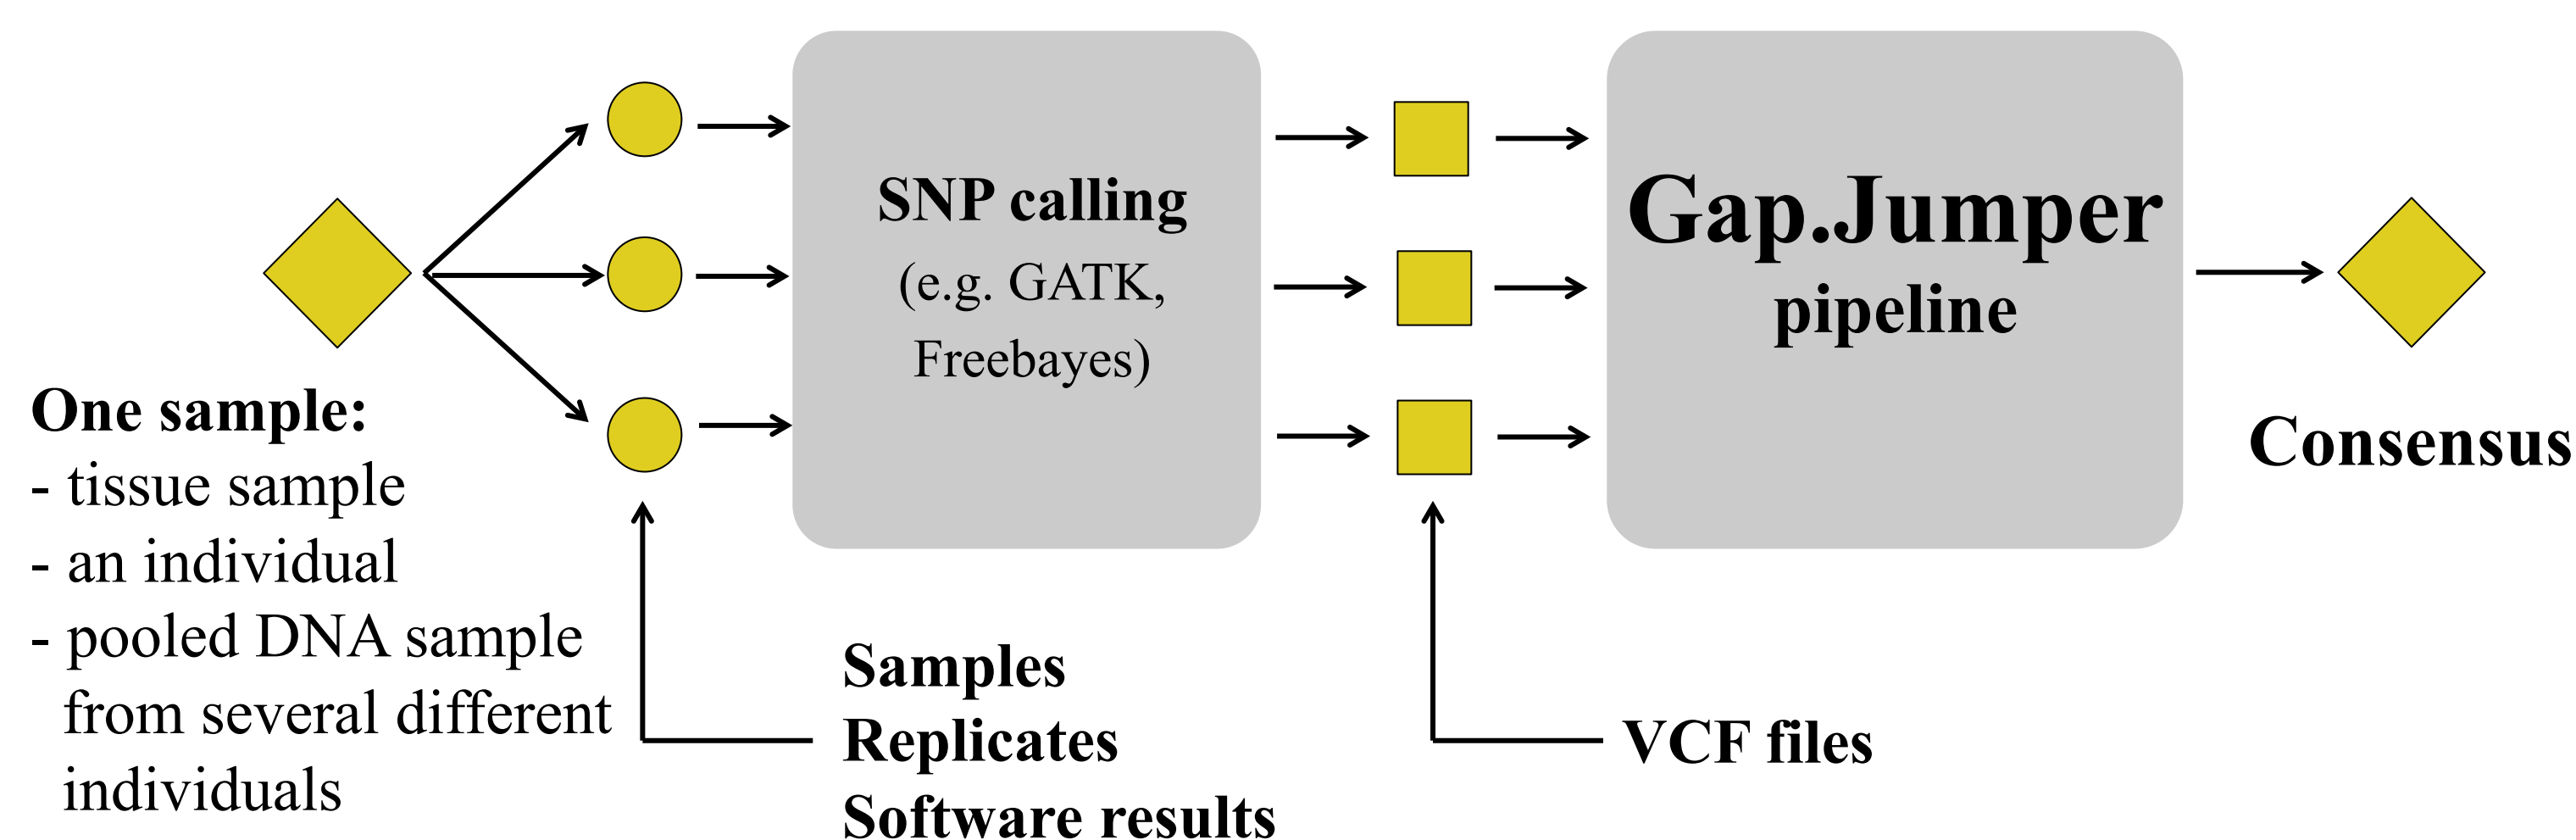 One sample:
- tissue sample
- an individual
- pooled DNA sample
from several different
individuals
SNP calling
(e.g. GATK,
Freebayes)
Samples
Replicates
Software results
VCF files
Gap.Jumper
pipeline
Consensus